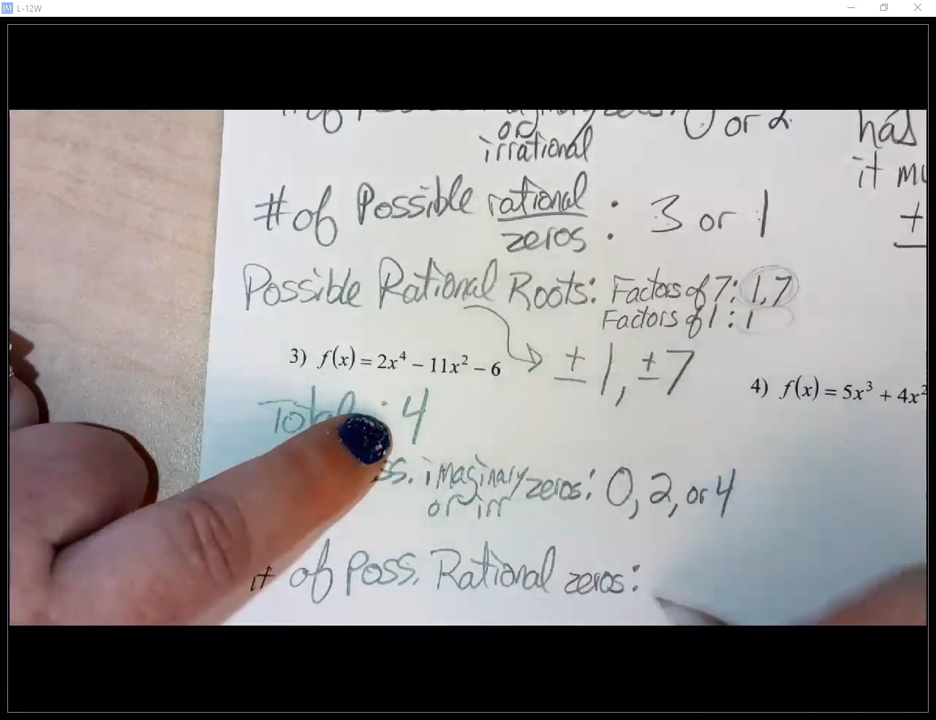 L-12W
or
0 or 2
irrational
has
it
# of Possible rational zeros : 3 or 1
+
Possible Rational Roots: Factors of 7: 1, 7
Factors of 1 : 1
3) f(x) = 2x⁴ − 11x² − 6
± 1, ± 7
4) f(x) = 5x³ + 4x²
Total : 4
imaginary zeros: 0, 2, or 4
or irr
# of Poss. Rational zeros: